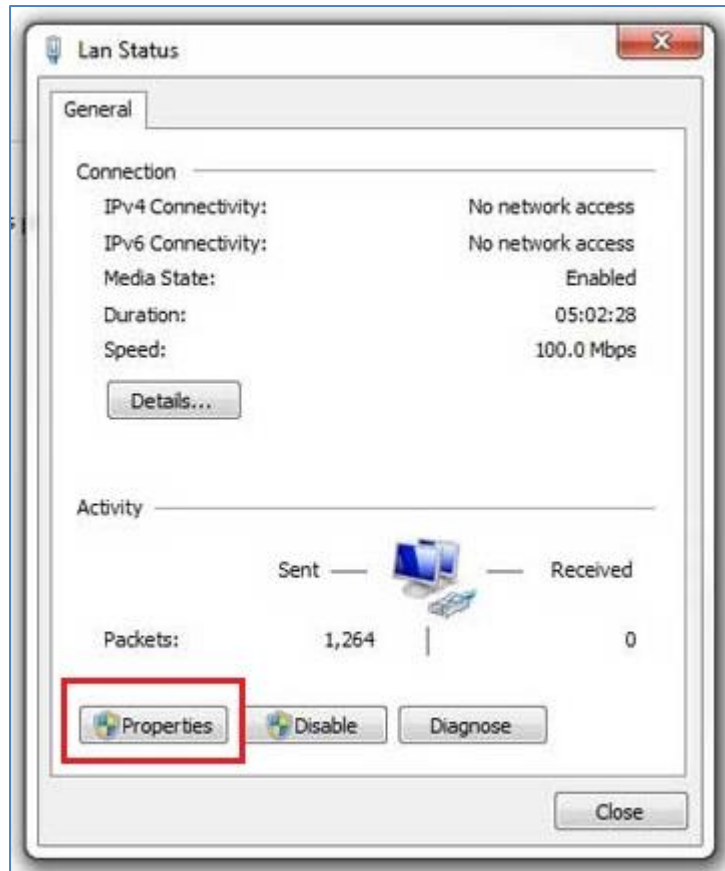 Lan Status
General
Connection
IPv4 Connectivity: No network access
IPv6 Connectivity: No network access
Media State: Enabled
Duration: 05:02:28
Speed: 100.0 Mbps
Details...
Activity
Sent Received
Packets: 1,264 0
Properties Disable Diagnose
Close